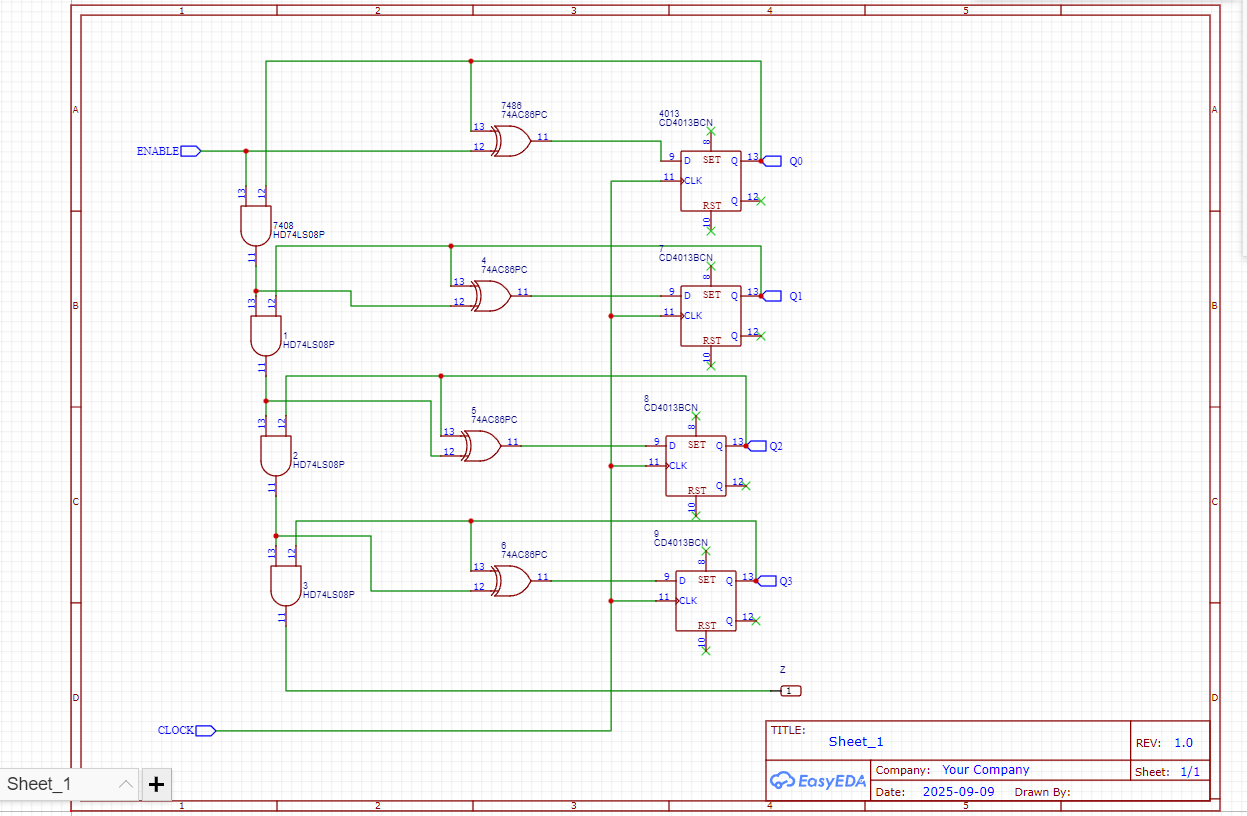 1 2 3 4 5
A A
B B
C C
D D
7486
74AC86PC
13
12
11
ENABLE
4013
CD4013BCN
8
9 D SET Q 13
Q0
11 CLK
Q 12
RST
10
13 12
7408
HD74LS08P
11
4
74AC86PC
13
12
11
7
CD4013BCN
8
9 D SET Q 13
Q1
11 CLK
Q 12
RST
10
13 12
1
HD74LS08P
11
5
74AC86PC
13
12
11
8
CD4013BCN
8
9 D SET Q 13
Q2
11 CLK
Q 12
RST
10
13 12
2
HD74LS08P
11
6
74AC86PC
13
12
11
9
CD4013BCN
8
9 D SET Q 13
Q3
11 CLK
Q 12
RST
10
13 12
3
HD74LS08P
11
Z
1
CLOCK
TITLE:
Sheet_1
REV: 1.0
EasyEDA
Company: Your Company
Sheet: 1/1
Date: 2025-09-09 Drawn By:
Sheet_1
+
1 2 3 4 5